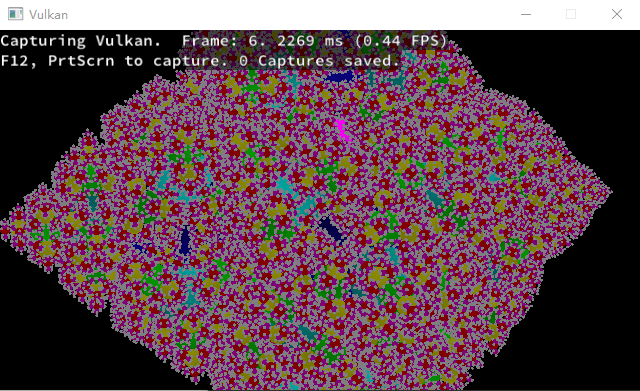 Vulkan
Capturing Vulkan.  Frame: 6. 2269 ms (0.44 FPS)
F12, PrtScrn to capture. 0 Captures saved.